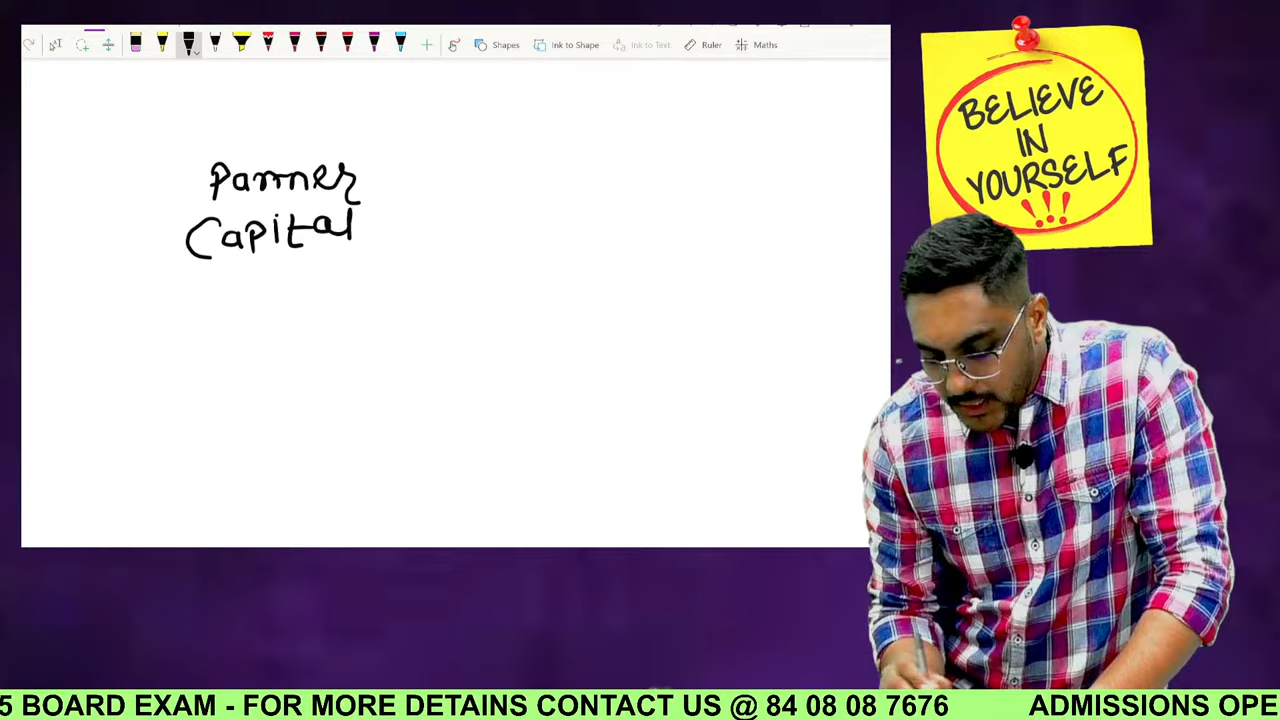 Shapes Ink to Shape Ink to Text Ruler Maths
Parmer
Capital
BELIEVE
IN
YOURSELF
!!!
5 BOARD EXAM - FOR MORE DETAINS CONTACT US @ 84 08 08 7676 ADMISSIONS OPE